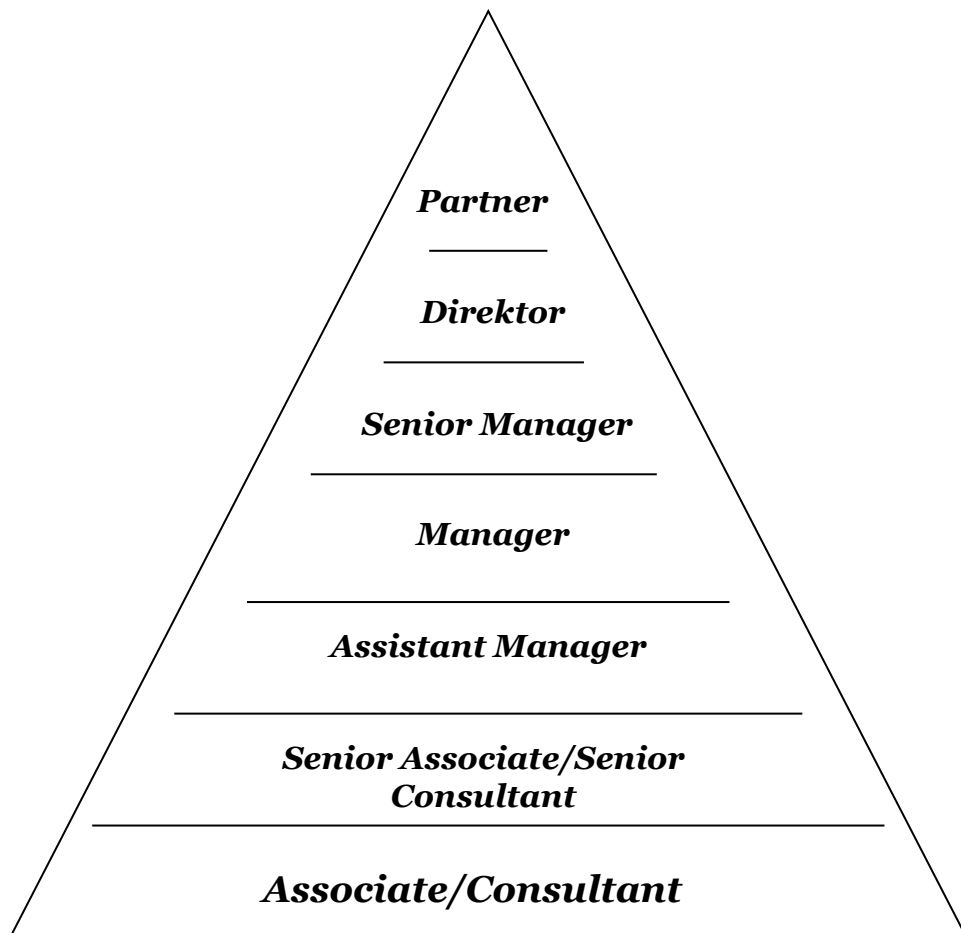 Partner
Direktor
Senior Manager
Manager
Assistant Manager
Senior Associate/Senior
Consultant
Associate/Consultant